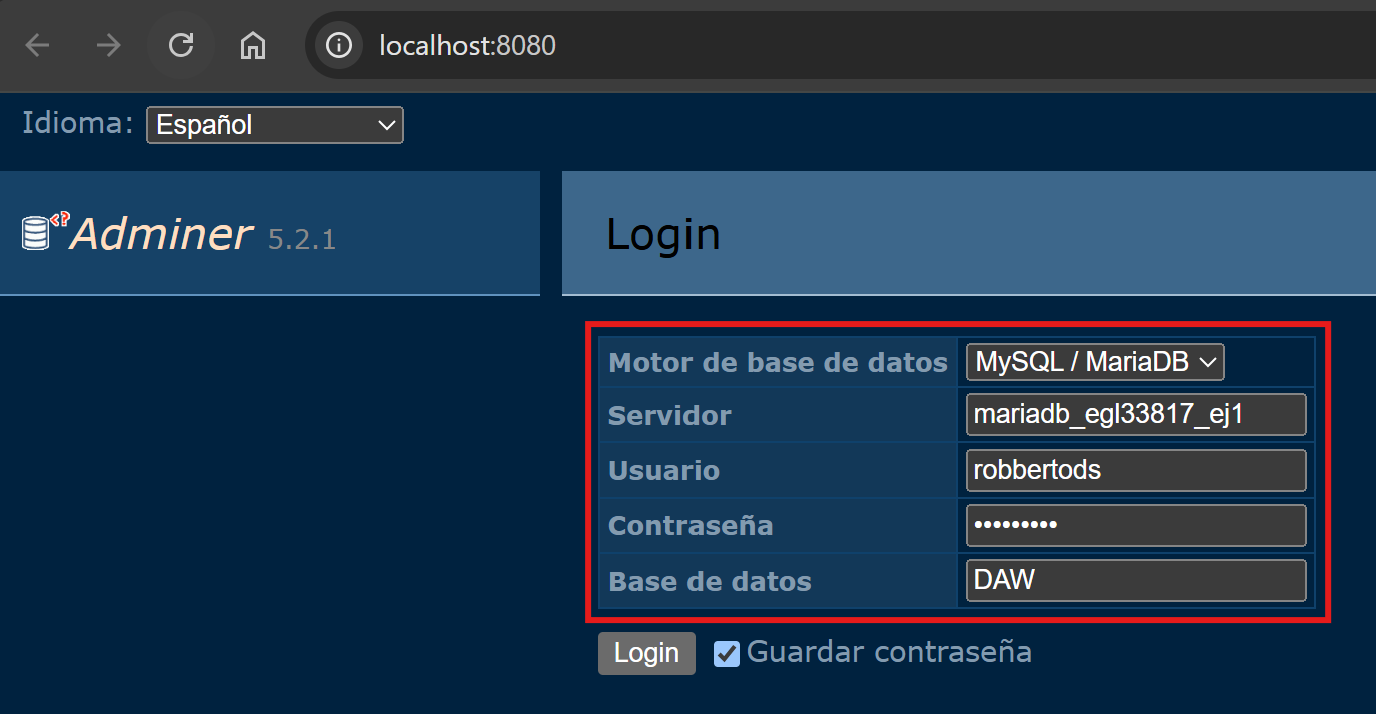 localhost:8080
Idioma: Español
Adminer 5.2.1
Login
Motor de base de datos MySQL / MariaDB
Servidor mariadb_egl33817_ej1
Usuario robbertods
Contraseña •••••••••
Base de datos DAW
Login Guardar contraseña